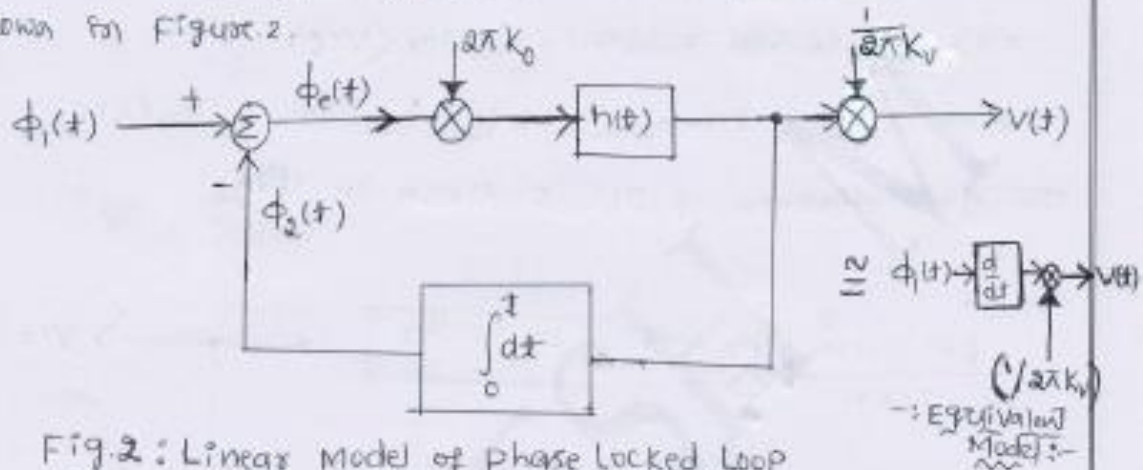 own in Figure.2.
2πK₀
1/2πKᵥ
ϕ₁(t)
+
Σ
ϕₑ(t)
h(t)
V(t)
-
ϕ₂(t)
≅ ϕ₁(t) d/dt V(t)
∫₀ᵗ dt
(1/2πKᵥ)
-: Equivalent
Model :-
Fig.2 : Linear Model of Phase Locked Loop